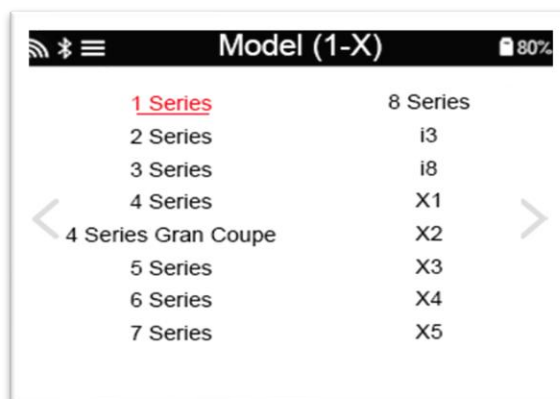 Model (1-X) 80%
1 Series
2 Series
3 Series
4 Series
4 Series Gran Coupe
5 Series
6 Series
7 Series
8 Series
i3
i8
X1
X2
X3
X4
X5